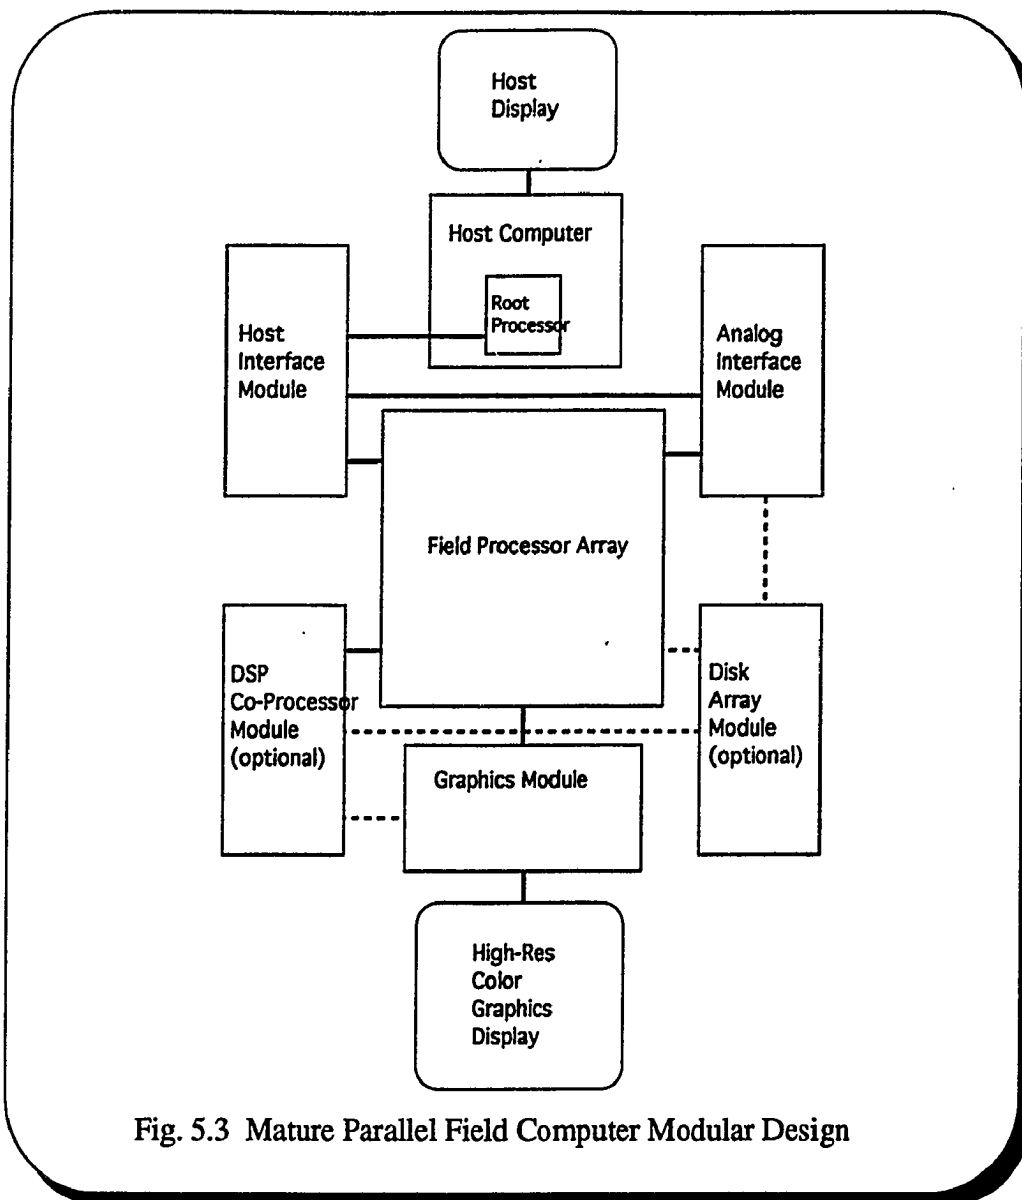 Host
Display
Host Computer
Root
Processor
Host
Interface
Module
Analog
Interface
Module
Field Processor Array
DSP
Co-Processor
Module
(optional)
Disk
Array
Module
(optional)
Graphics Module
High-Res
Color
Graphics
Display
Fig. 5.3 Mature Parallel Field Computer Modular Design